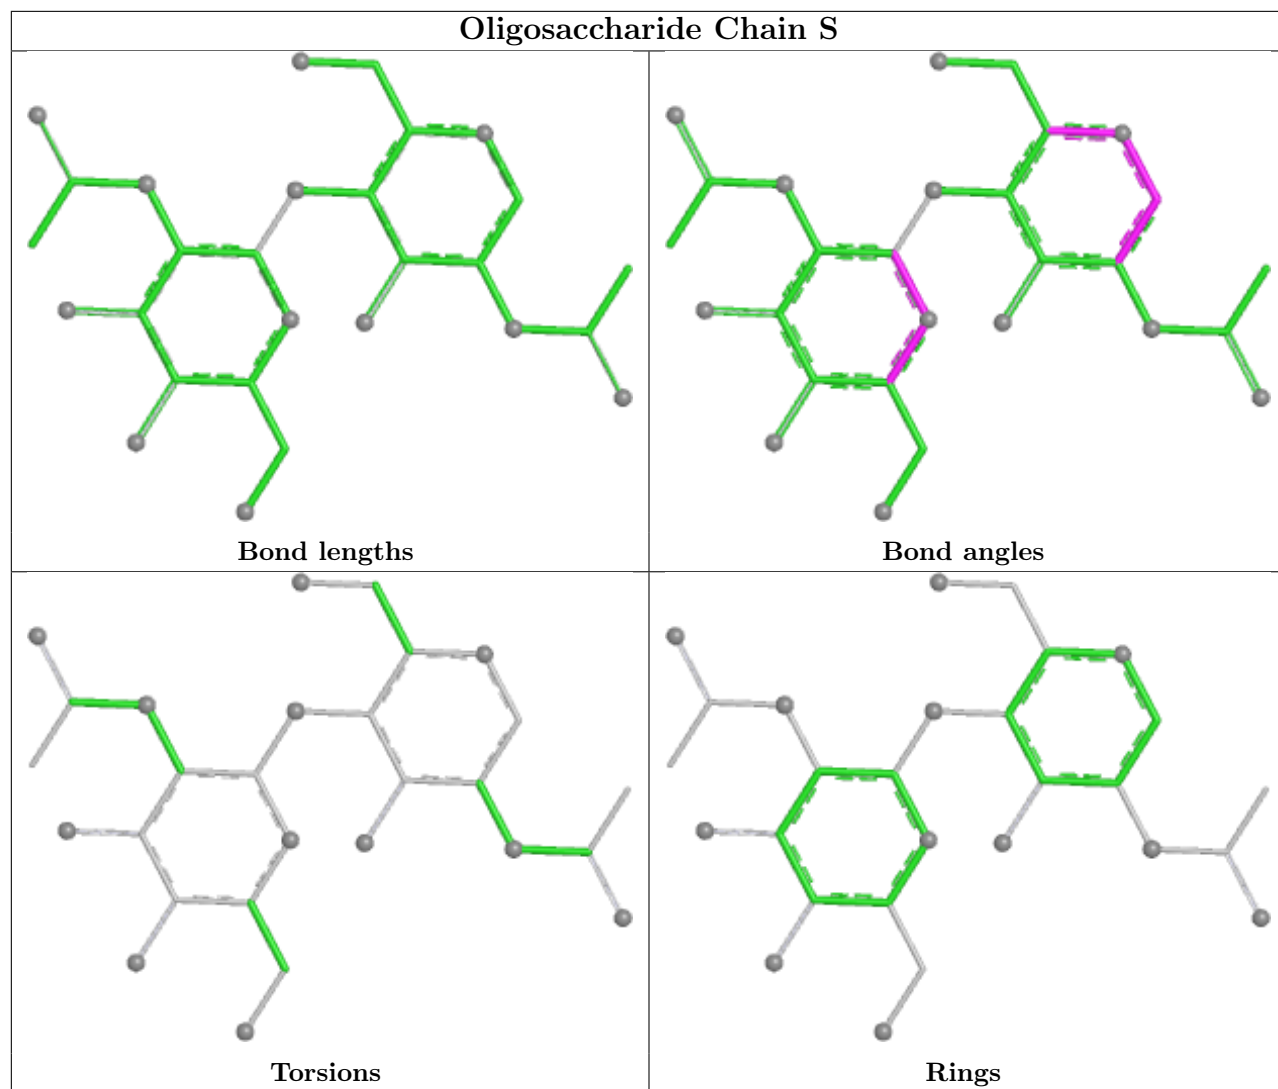 Oligosaccharide Chain S
Bond lengths
Bond angles
Torsions
Rings